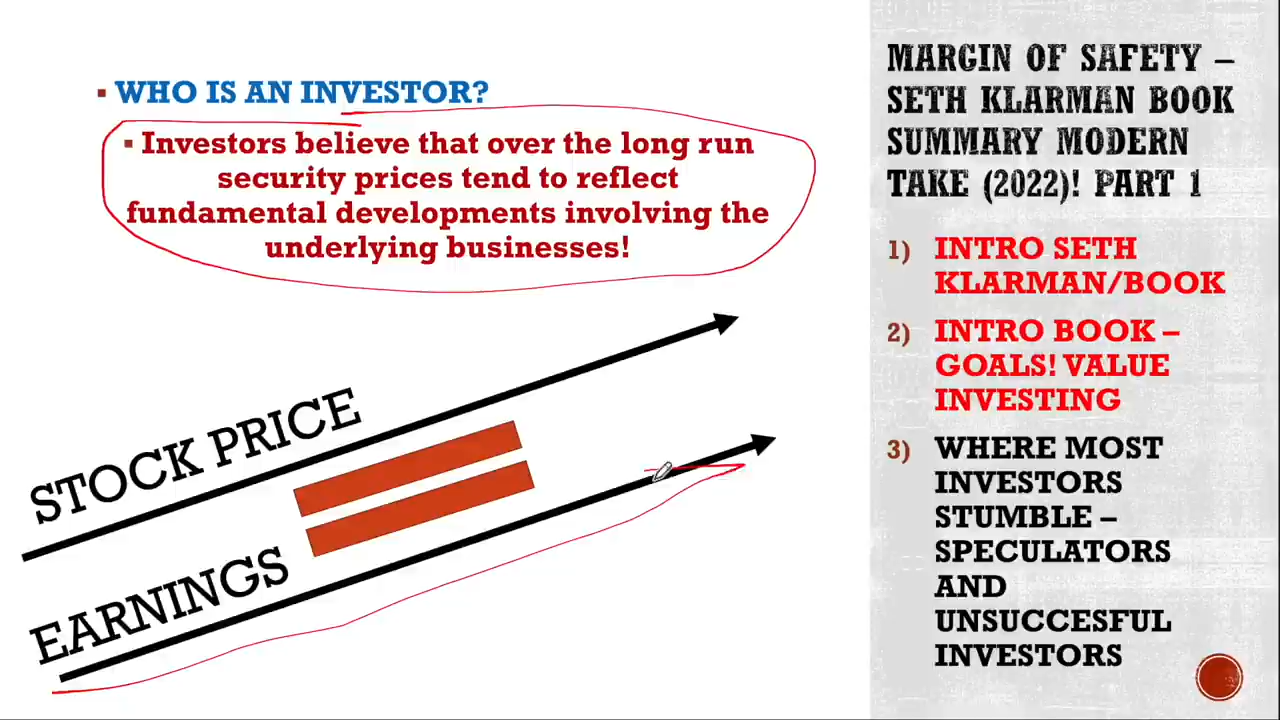 WHO IS AN INVESTOR?
Investors believe that over the long run
security prices tend to reflect
fundamental developments involving the
underlying businesses!
STOCK PRICE
EARNINGS
MARGIN OF SAFETY –
SETH KLARMAN BOOK
SUMMARY MODERN
TAKE (2022)! PART 1
1) INTRO SETH
KLARMAN/BOOK
2) INTRO BOOK –
GOALS! VALUE
INVESTING
3) WHERE MOST
INVESTORS
STUMBLE –
SPECULATORS
AND
UNSUCCESFUL
INVESTORS